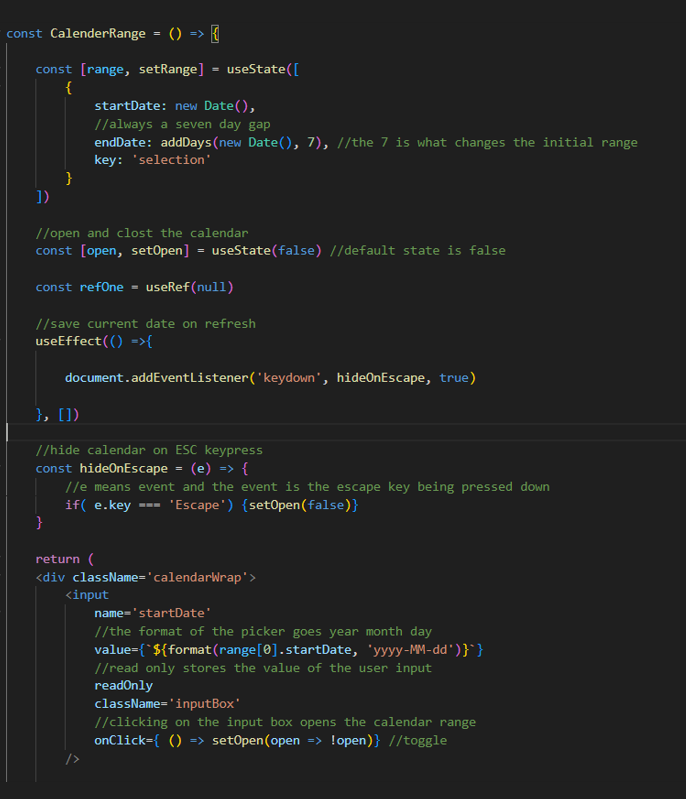 const CalenderRange = () => {
const [range, setRange] = useState([
{
startDate: new Date(),
//always a seven day gap
endDate: addDays(new Date(), 7), //the 7 is what changes the initial range
key: 'selection'
}
])
//open and clost the calendar
const [open, setOpen] = useState(false) //default state is false
const refOne = useRef(null)
//save current date on refresh
useEffect(() =>{
document.addEventListener('keydown', hideOnEscape, true)
}, [])
//hide calendar on ESC keypress
const hideOnEscape = (e) => {
//e means event and the event is the escape key being pressed down
if( e.key === 'Escape') {setOpen(false)}
}
return (
<div className='calendarWrap'>
<input
name='startDate'
//the format of the picker goes year month day
value={`${format(range[0].startDate, 'yyyy-MM-dd')}`}
//read only stores the value of the user input
readOnly
className='inputBox'
//clicking on the input box opens the calendar range
onClick={ () => setOpen(open => !open)} //toggle
/>